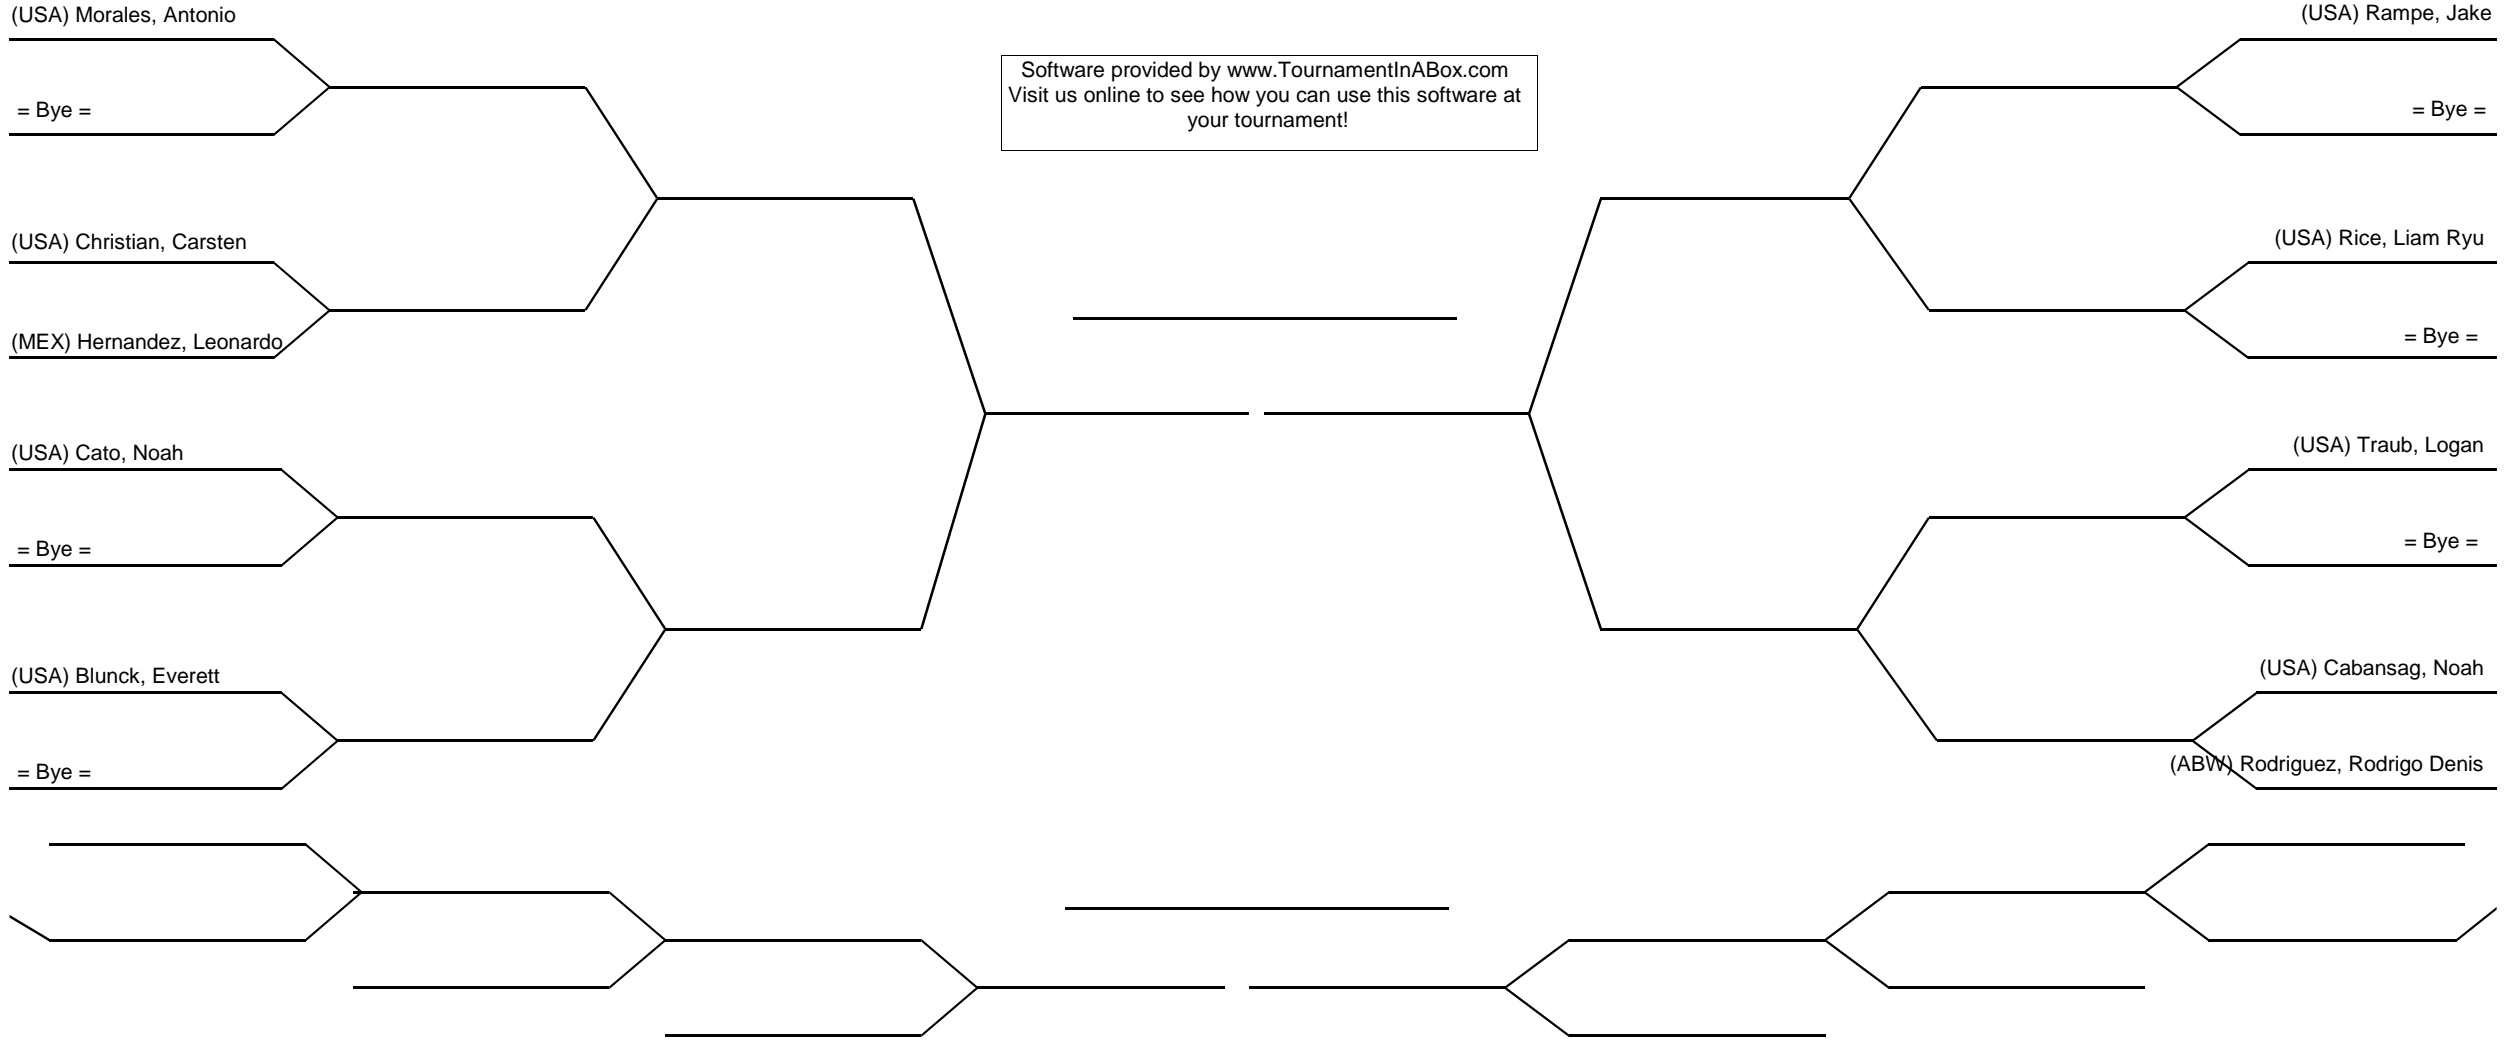 (USA) Morales, Antonio
= Bye =
(USA) Christian, Carsten
(MEX) Hernandez, Leonardo
(USA) Cato, Noah
= Bye =
(USA) Blunck, Everett
= Bye =
Software provided by www.TournamentInABox.com
Visit us online to see how you can use this software at
your tournament!
(USA) Rampe, Jake
= Bye =
(USA) Rice, Liam Ryu
= Bye =
(USA) Traub, Logan
= Bye =
(USA) Cabansag, Noah
(ABW) Rodriguez, Rodrigo Denis